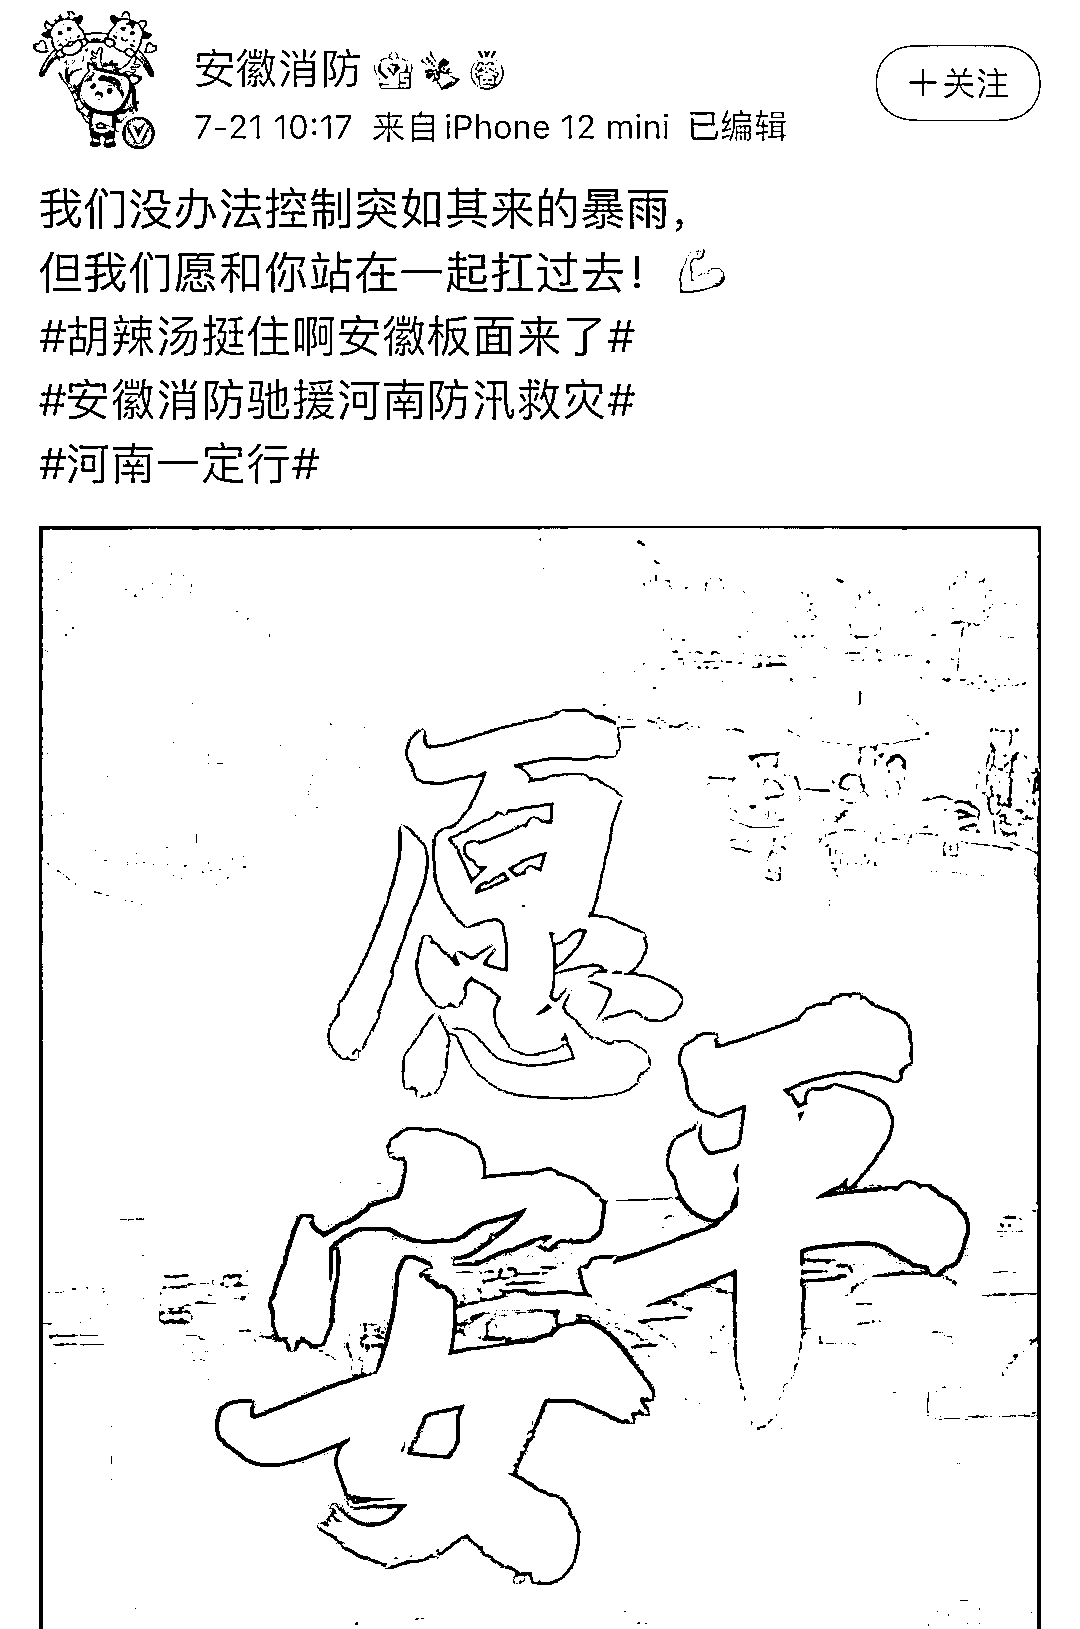 安徽消防
+关注
7-21 10:17 来自iPhone 12 mini 已编辑
我们没办法控制突如其来的暴雨，
但我们愿和你站在一起扛过去！💪
#胡辣汤挺住啊安徽板面来了#
#安徽消防驰援河南防汛救灾#
#河南一定行#
愿
平
安